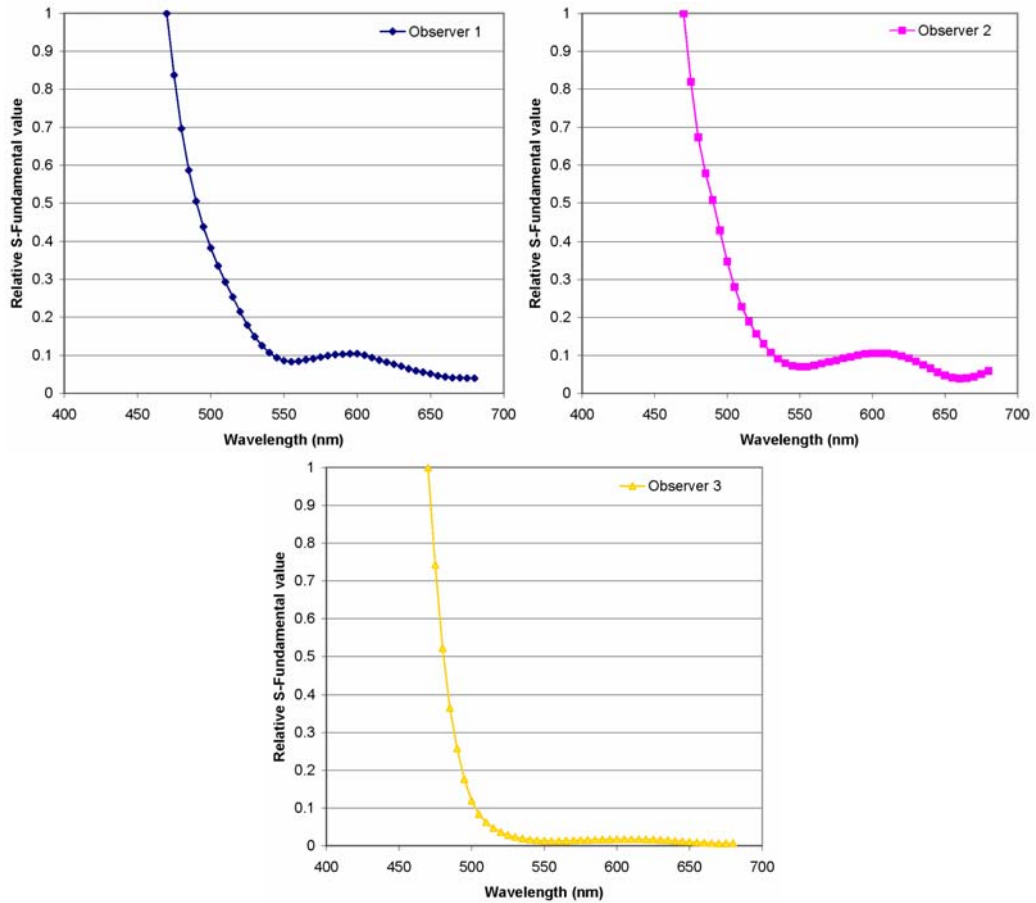 Observer 1
Relative S-Fundamental value
1
0.9
0.8
0.7
0.6
0.5
0.4
0.3
0.2
0.1
0
400 450 500 550 600 650 700
Wavelength (nm)
Observer 2
Relative S-Fundamental value
1
0.9
0.8
0.7
0.6
0.5
0.4
0.3
0.2
0.1
0
400 450 500 550 600 650 700
Wavelength (nm)
Observer 3
Relative S-Fundamental value
1
0.9
0.8
0.7
0.6
0.5
0.4
0.3
0.2
0.1
0
400 450 500 550 600 650 700
Wavelength (nm)